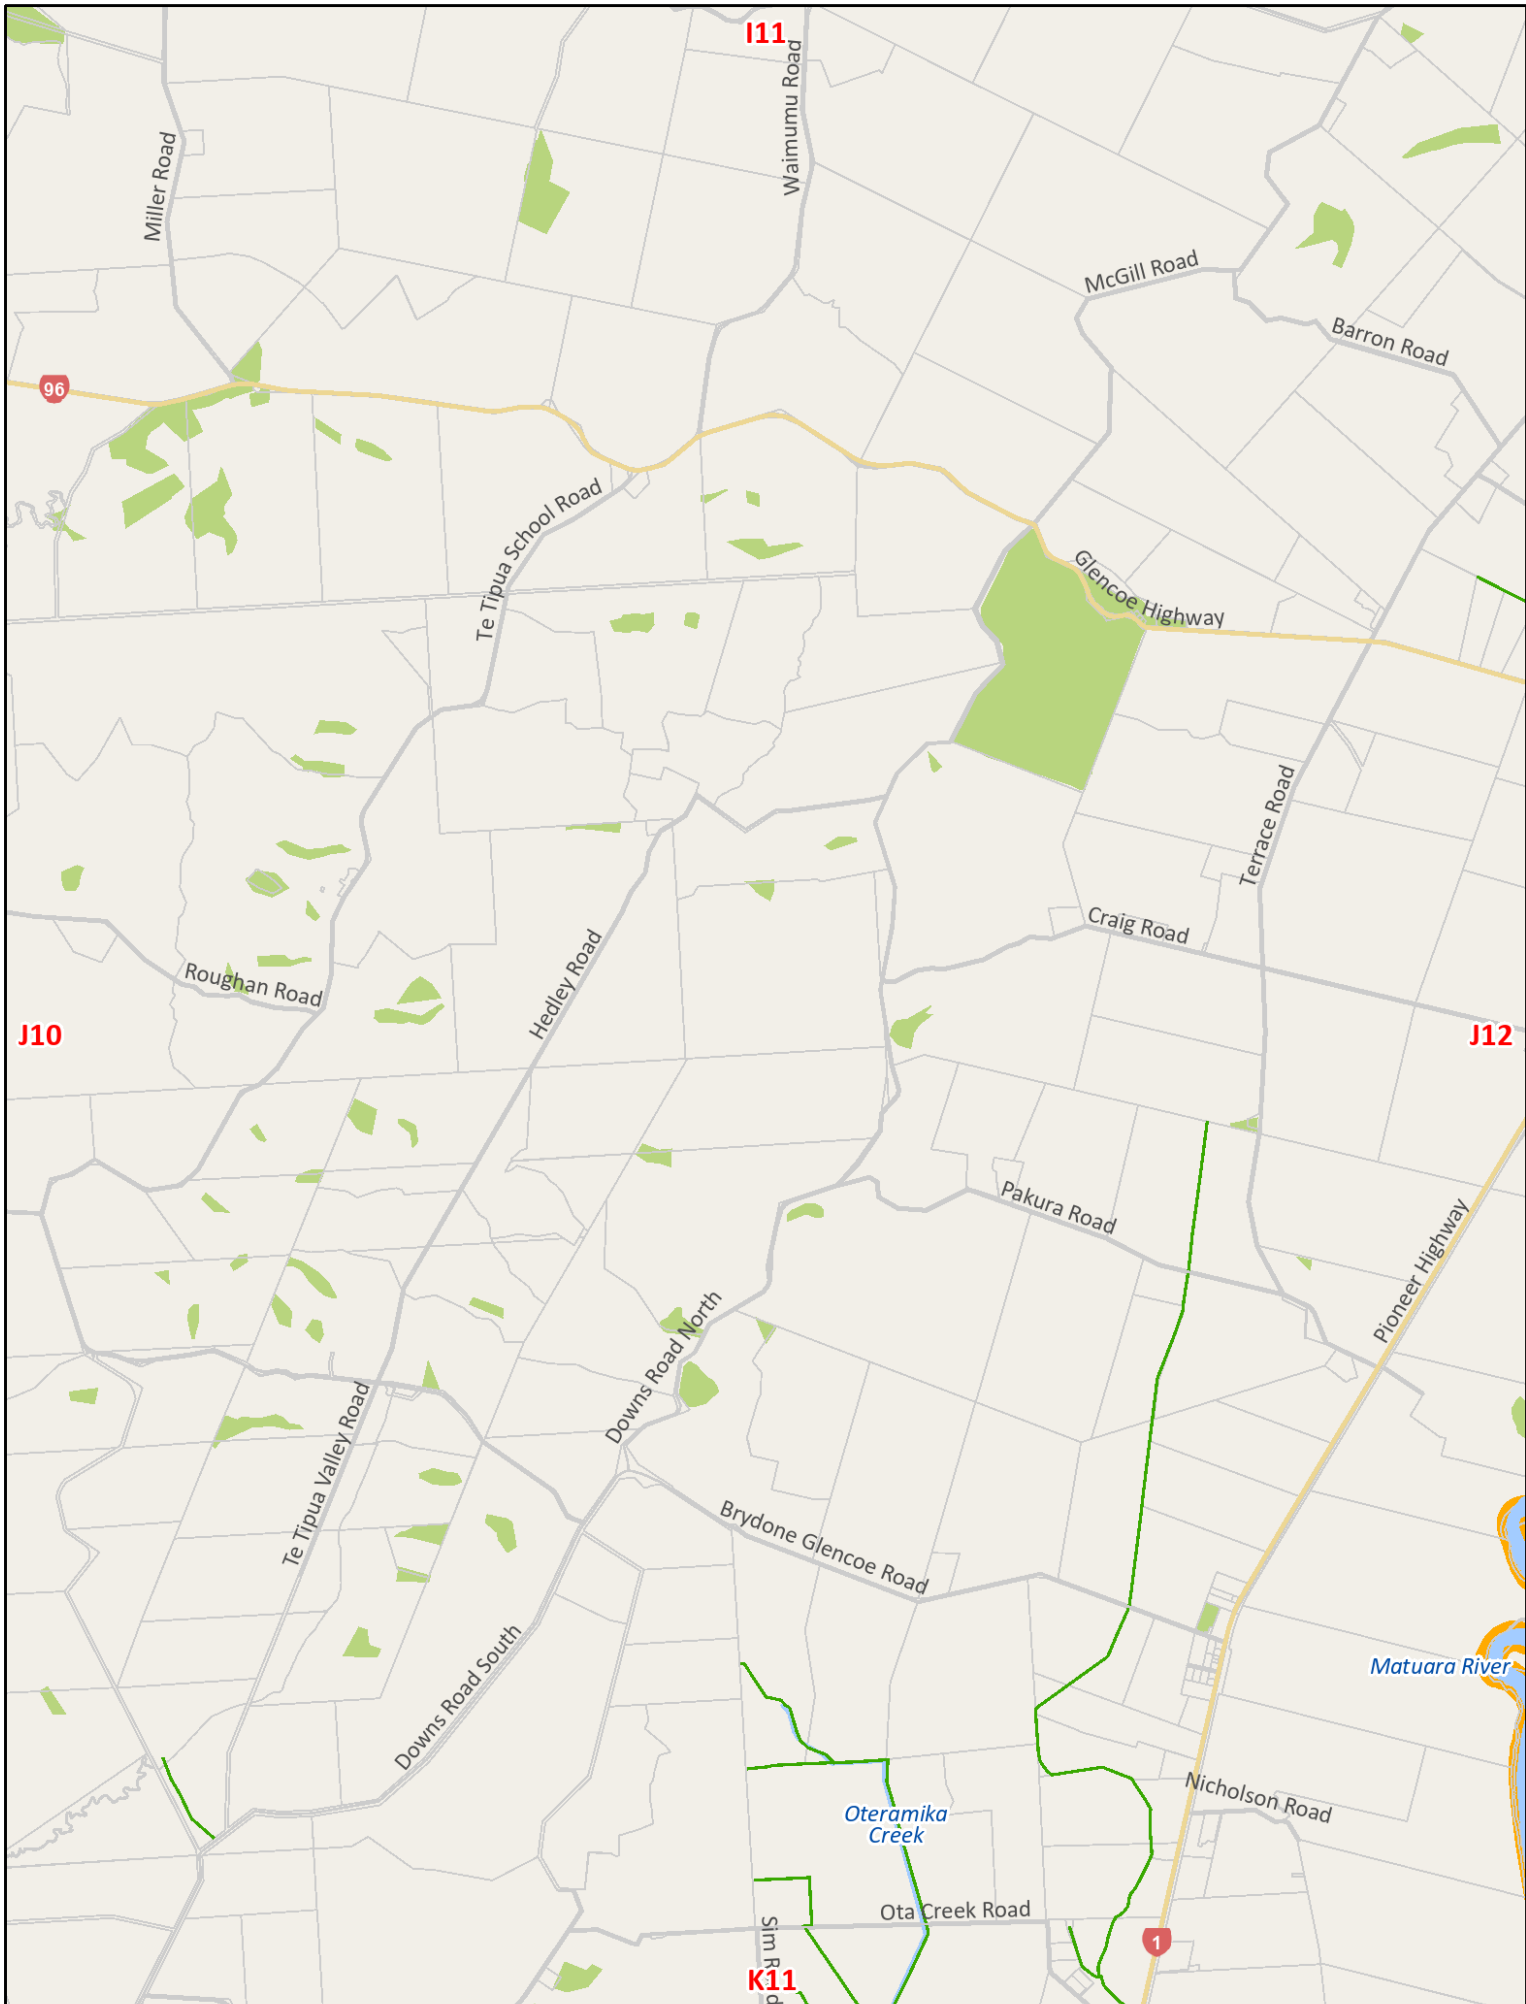 I11
Waimumu Road
Miller Road
McGill Road
Barron Road
96
Te Tipua School Road
Glencoe Highway
Terrace Road
Craig Road
Hedley Road
Roughan Road
J10
J12
Pakura Road
Pioneer Highway
Downs Road North
Te Tipua Valley Road
Brydone Glencoe Road
Downs Road South
Matuara River
Nicholson Road
Oteramika
Creek
Ota Creek Road
1
Sim R d
K11